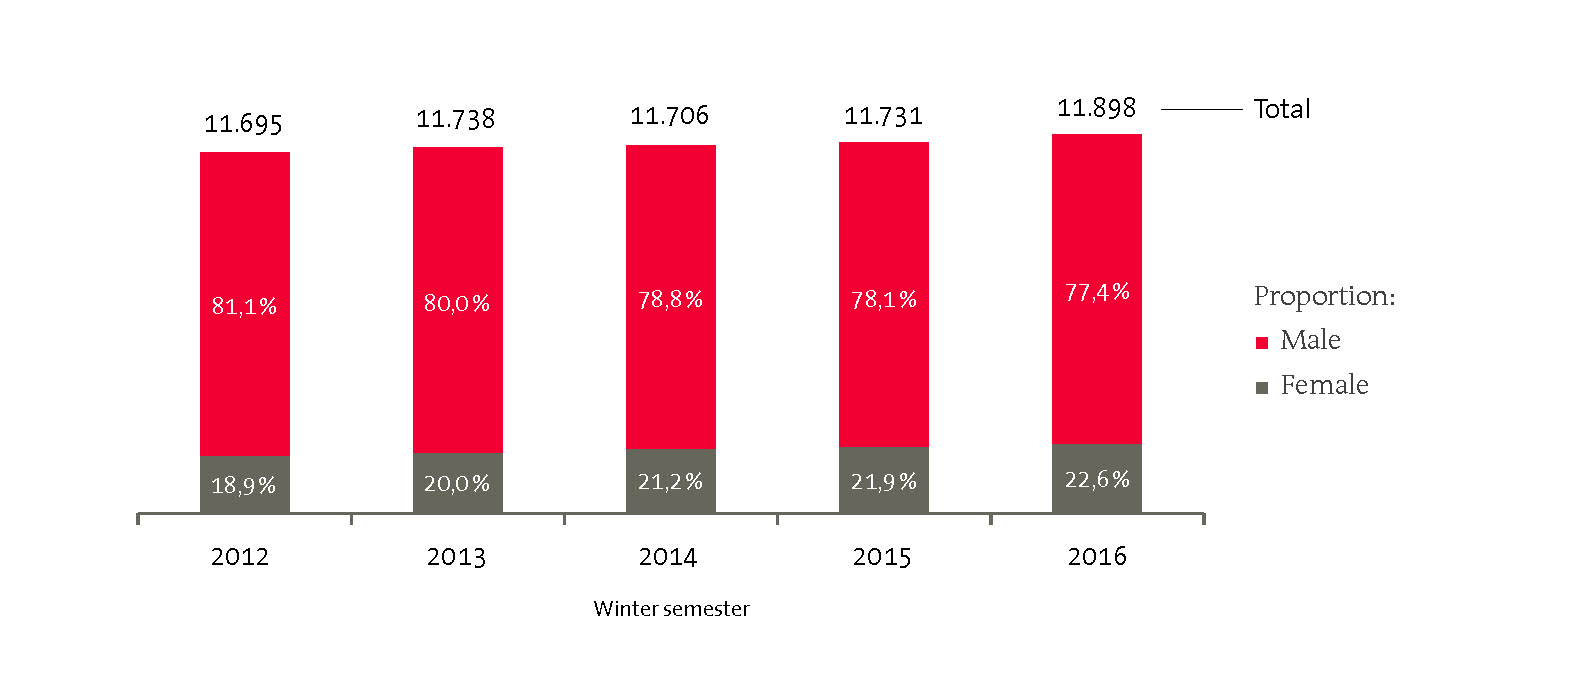 11.695 11.738 11.706 11.731 11.898 Total
81,1% 80,0% 78,8% 78,1% 77,4%
Proportion:
Male
Female
18,9% 20,0% 21,2% 21,9% 22,6%
2012 2013 2014 2015 2016
Winter semester